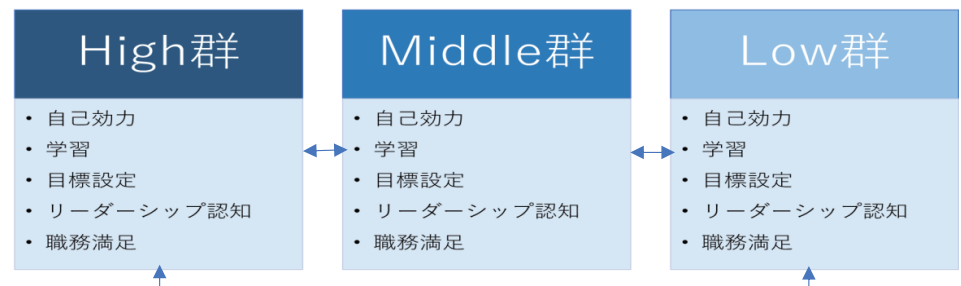 High群
・ 自己効力
・ 学習
・ 目標設定
・ リーダーシップ認知
・ 職務満足
Middle群
・ 自己効力
・ 学習
・ 目標設定
・ リーダーシップ認知
・ 職務満足
Low群
・ 自己効力
・ 学習
・ 目標設定
・ リーダーシップ認知
・ 職務満足